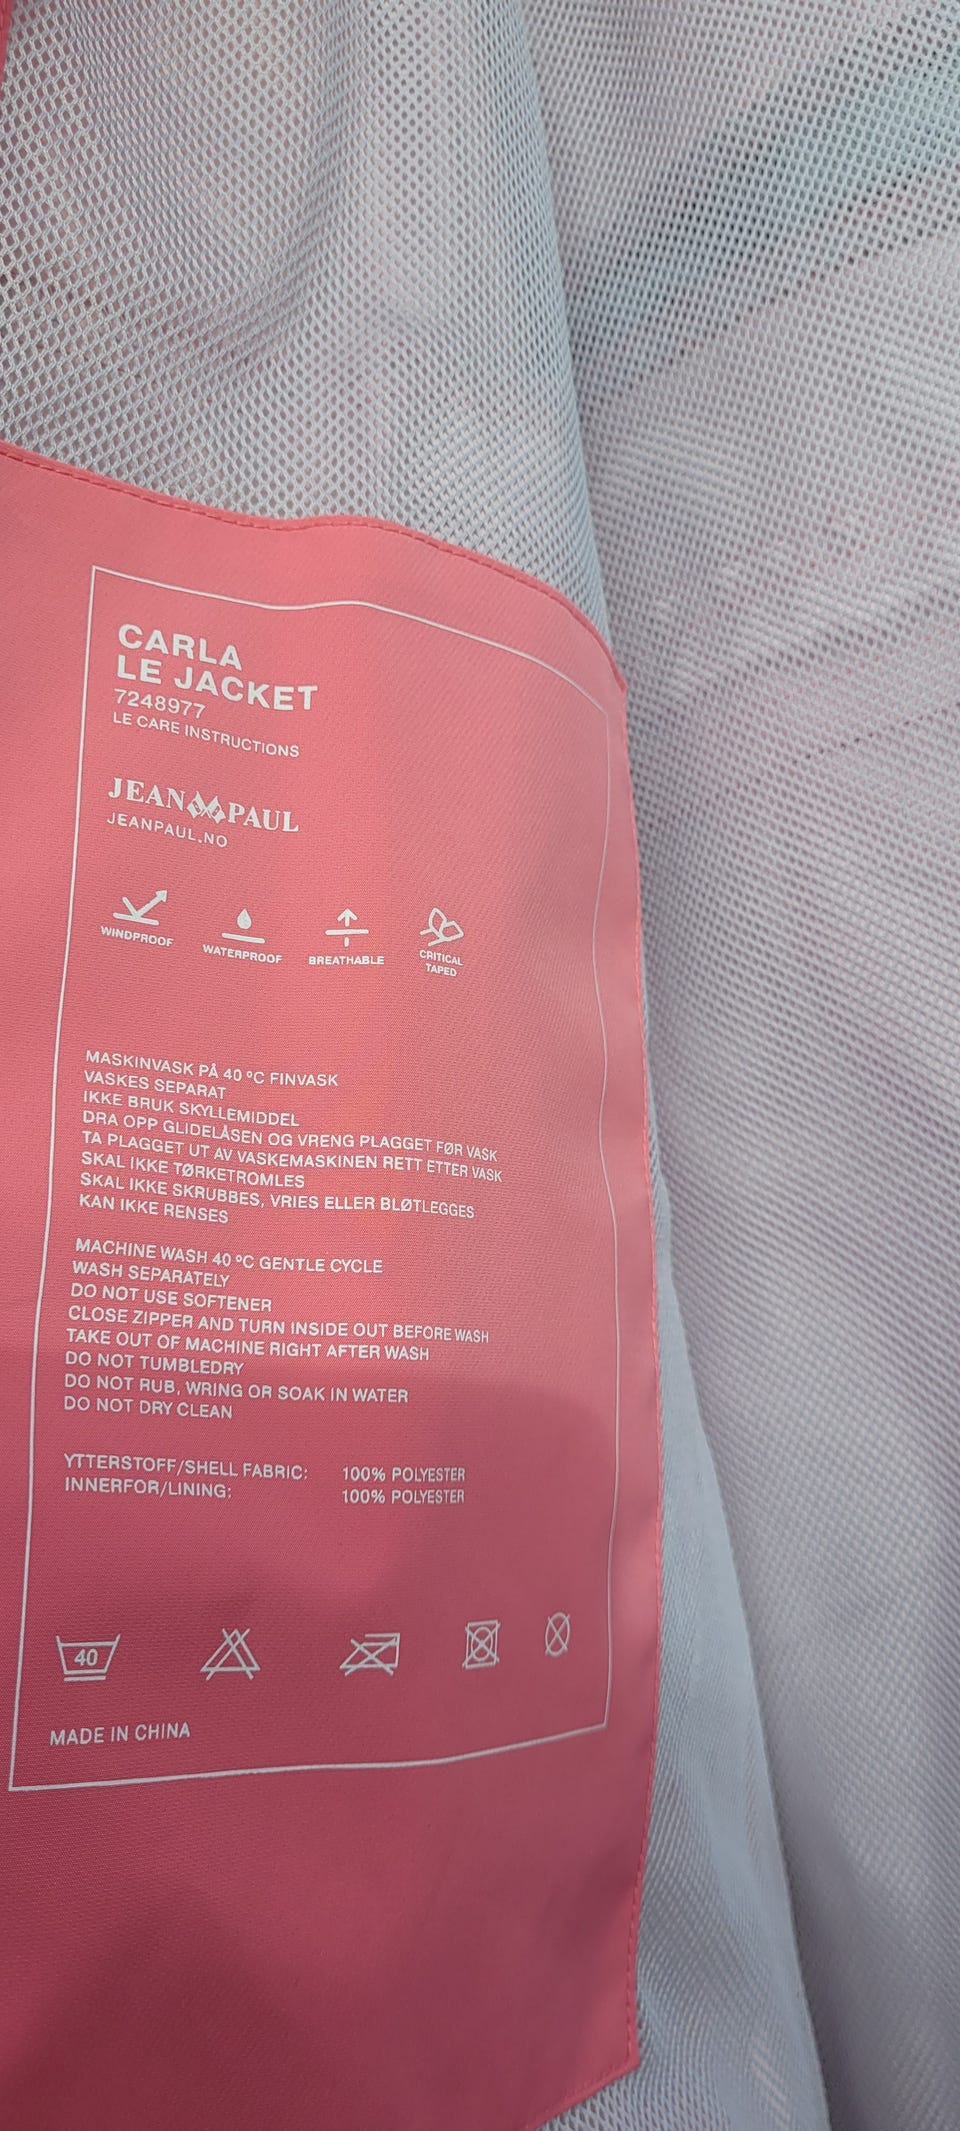 CARLA
LE JACKET
7248977
LE CARE INSTRUCTIONS
JEAN PAUL
JEANPAUL.NO
WINDPROOF
WATERPROOF
BREATHABLE
CRITICAL
TAPED
MASKINVASK PÅ 40 °C FINVASK
VASKES SEPARAT
IKKE BRUK SKYLLEMIDDEL
DRA OPP GLIDELÅSEN OG VRENG PLAGGET FØR VASK
TA PLAGGET UT AV VASKEMASKINEN RETT ETTER VASK
SKAL IKKE TØRKETROMLES
SKAL IKKE SKRUBBES, VRIES ELLER BLØTLEGGES
KAN IKKE RENSES
MACHINE WASH 40 °C GENTLE CYCLE
WASH SEPARATELY
DO NOT USE SOFTENER
CLOSE ZIPPER AND TURN INSIDE OUT BEFORE WASH
TAKE OUT OF MACHINE RIGHT AFTER WASH
DO NOT TUMBLEDRY
DO NOT RUB, WRING OR SOAK IN WATER
DO NOT DRY CLEAN
YTTERSTOFF/SHELL FABRIC: 100% POLYESTER
INNERFOR/LINING: 100% POLYESTER
40
MADE IN CHINA